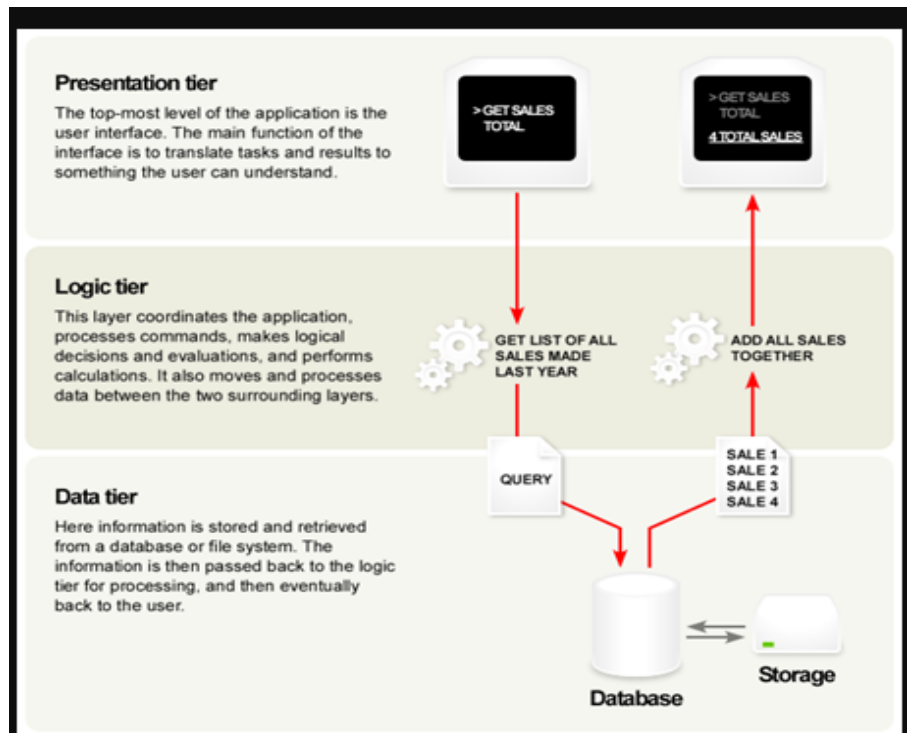 Presentation tier
The top-most level of the application is the
user interface. The main function of the
interface is to translate tasks and results to
something the user can understand.
> GET SALES
TOTAL
> GET SALES
TOTAL
4 TOTAL SALES
Logic tier
This layer coordinates the application,
processes commands, makes logical
decisions and evaluations, and performs
calculations. It also moves and processes
data between the two surrounding layers.
GET LIST OF ALL
SALES MADE
LAST YEAR
ADD ALL SALES
TOGETHER
QUERY
SALE 1
SALE 2
SALE 3
SALE 4
Data tier
Here information is stored and retrieved
from a database or file system. The
information is then passed back to the logic
tier for processing, and then eventually
back to the user.
Database
Storage